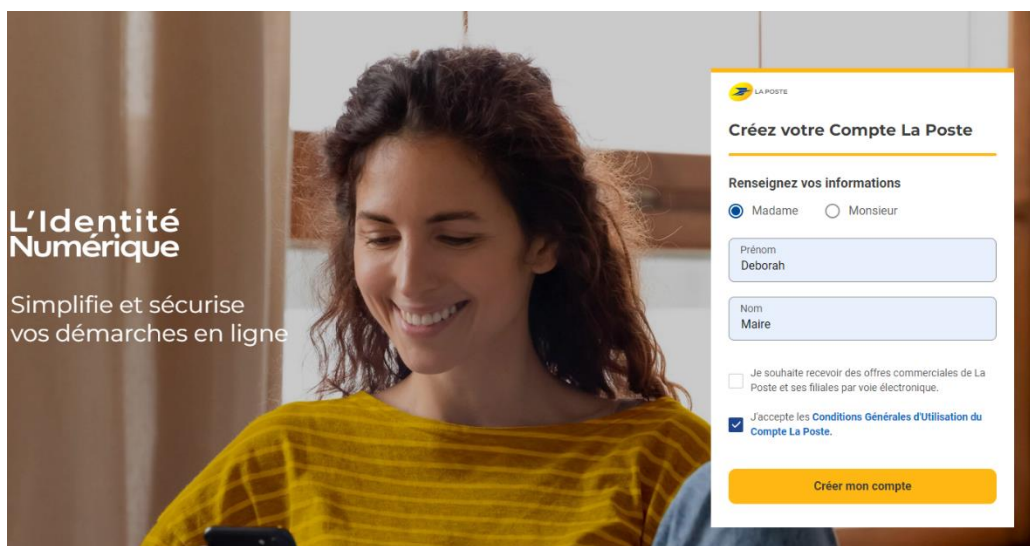 L'Identité
Numérique
Simplifie et sécurise
vos démarches en ligne
LA POSTE
Créez votre Compte La Poste
Renseignez vos informations
Madame
Monsieur
Prénom
Deborah
Nom
Maire
Je souhaite recevoir des offres commerciales de La
Poste et ses filiales par voie électronique.
J'accepte les Conditions Générales d'Utilisation du
Compte La Poste.
Créer mon compte